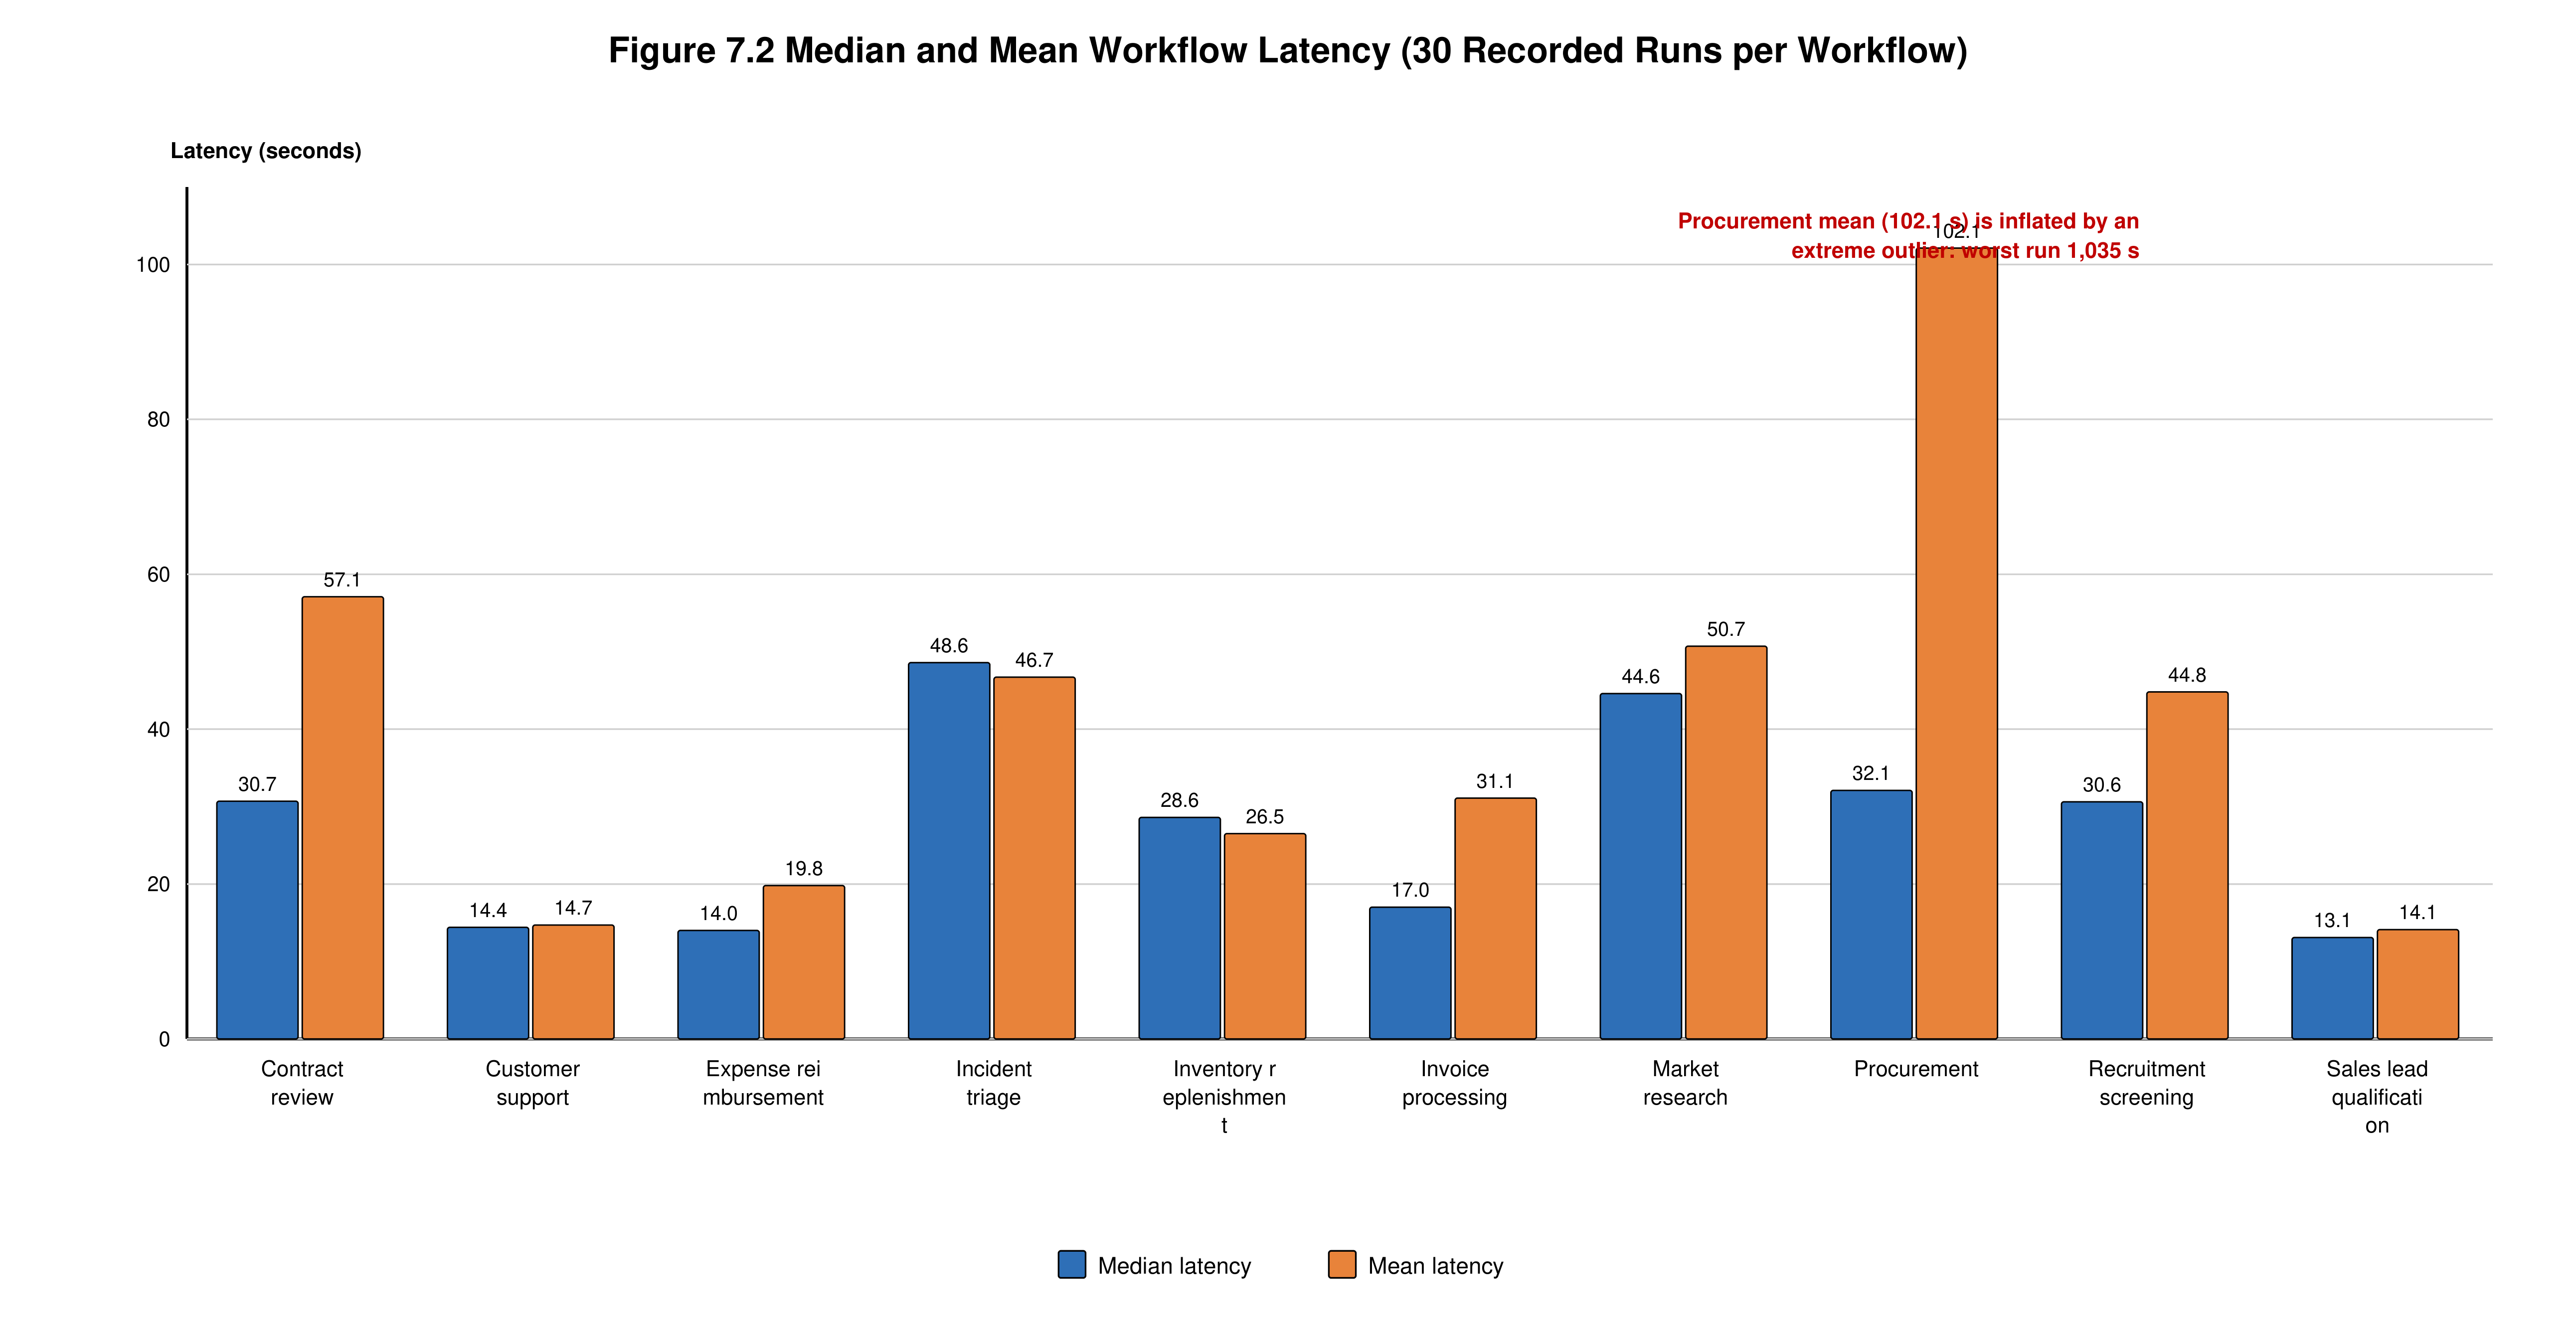 Figure 7.2 Median and Mean Workflow Latency (30 Recorded Runs per Workflow)
Latency (seconds)
Procurement mean (102.1 s) is inflated by an
extreme outlier: worst run 1,035 s
102.1
100
80
60
40
20
0
30.7
57.1
14.4
14.7
14.0
19.8
48.6
46.7
28.6
26.5
17.0
31.1
44.6
50.7
32.1
30.6
44.8
13.1
14.1
Contract
review
Customer
support
Expense rei
mbursement
Incident
triage
Inventory r
eplenishmen
t
Invoice
processing
Market
research
Procurement
Recruitment
screening
Sales lead
qualificati
on
Median latency
Mean latency